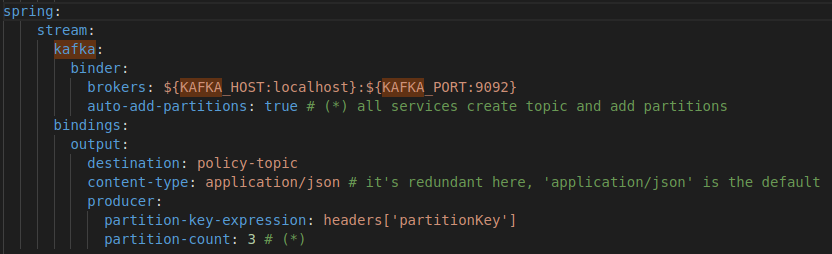 spring:
    stream:
      kafka:
        binder:
          brokers: ${KAFKA_HOST:localhost}:${KAFKA_PORT:9092}
          auto-add-partitions: true # (*) all services create topic and add partitions
      bindings:
        output:
          destination: policy-topic
          content-type: application/json # it's redundant here, 'application/json' is the default
          producer:
            partition-key-expression: headers['partitionKey']
            partition-count: 3 # (*)